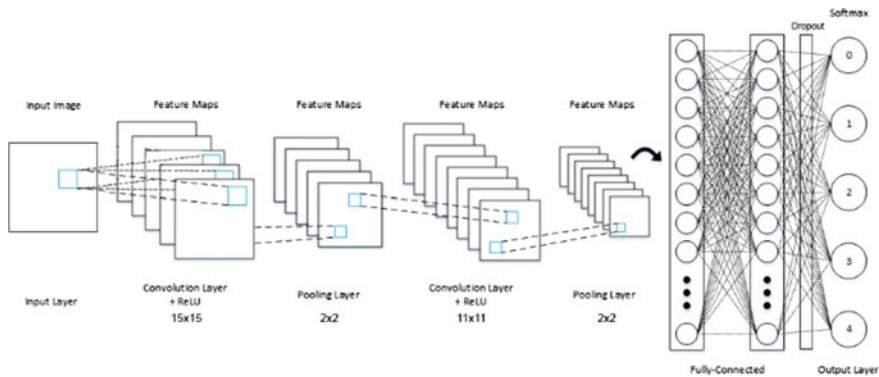 Softmax
Dropout
Input Image
Feature Maps
Feature Maps
Feature Maps
Feature Maps
0
1
2
3
4
Input Layer
Convolution Layer
+ ReLU
15x15
Pooling Layer
2x2
Convolution Layer
+ ReLU
11x11
Pooling Layer
2x2
Fully-Connected
Output Layer